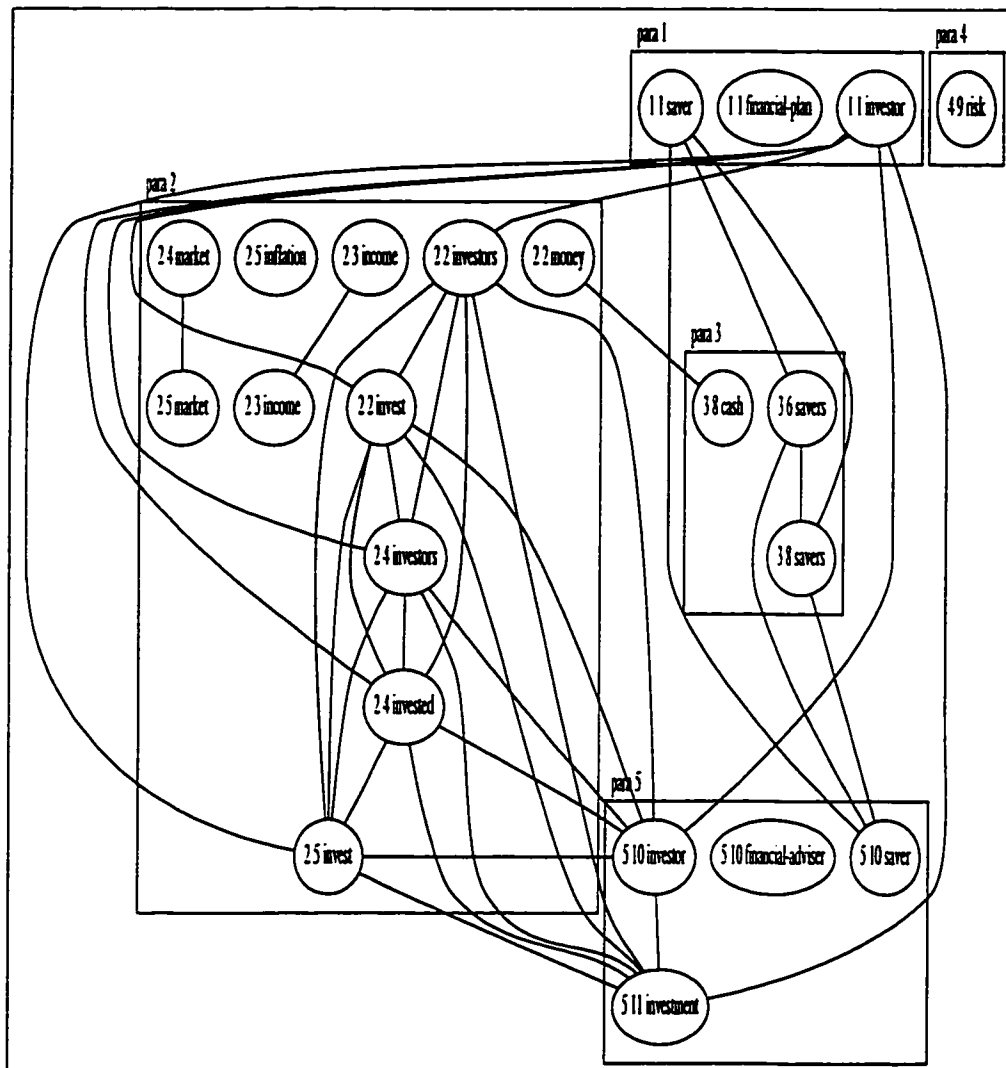 para 1
para 4
1 1 saver
1 1 financial-plan
1 1 investor
4 9 risk
para 2
2 4 market
2 5 inflation
2 3 income
2 2 investors
2 2 money
para 3
2 5 market
2 3 income
2 2 invest
3 8 cash
3 6 savers
2 4 investors
3 8 savers
2 4 invested
para 5
2 5 invest
5 10 investor
5 10 financial-adviser
5 10 saver
5 11 investment